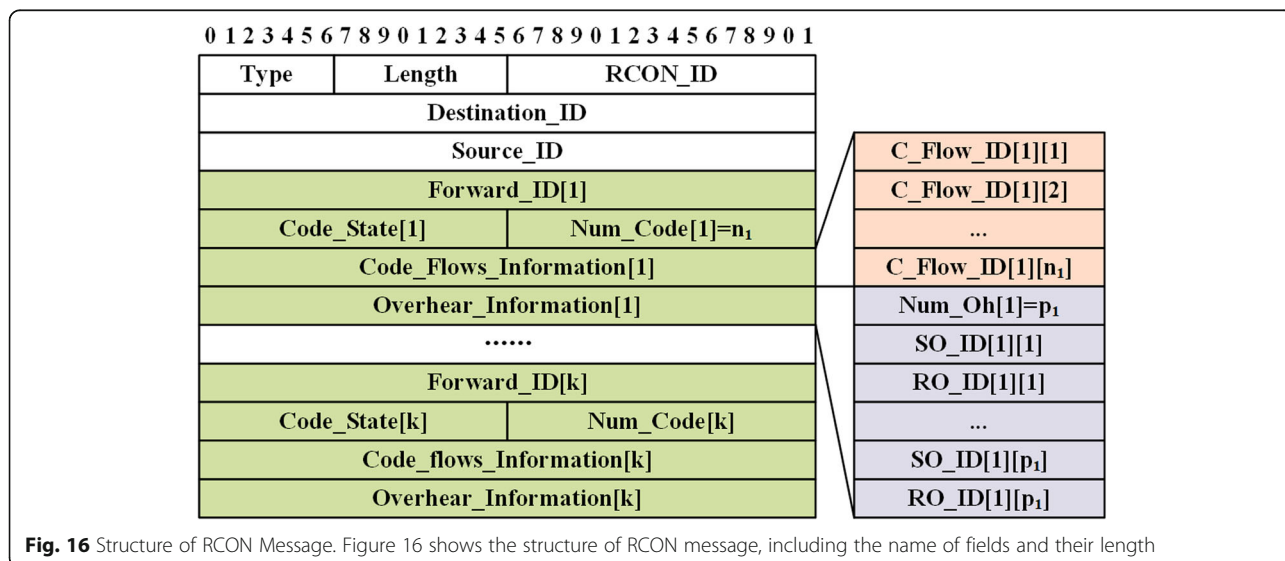 0 1 2 3 4 5 6 7 8 9 0 1 2 3 4 5 6 7 8 9 0 1 2 3 4 5 6 7 8 9 0 1
Type Length RCON_ID
Destination_ID
Source_ID
Forward_ID[1]
Code_State[1] Num_Code[1]=n₁
Code_Flows_Information[1]
Overhear_Information[1]
......
Forward_ID[k]
Code_State[k] Num_Code[k]
Code_flows_Information[k]
Overhear_Information[k]
C_Flow_ID[1][1]
C_Flow_ID[1][2]
...
C_Flow_ID[1][n₁]
Num_Oh[1]=p₁
SO_ID[1][1]
RO_ID[1][1]
...
SO_ID[1][p₁]
RO_ID[1][p₁]
Fig. 16 Structure of RCON Message. Figure 16 shows the structure of RCON message, including the name of fields and their length